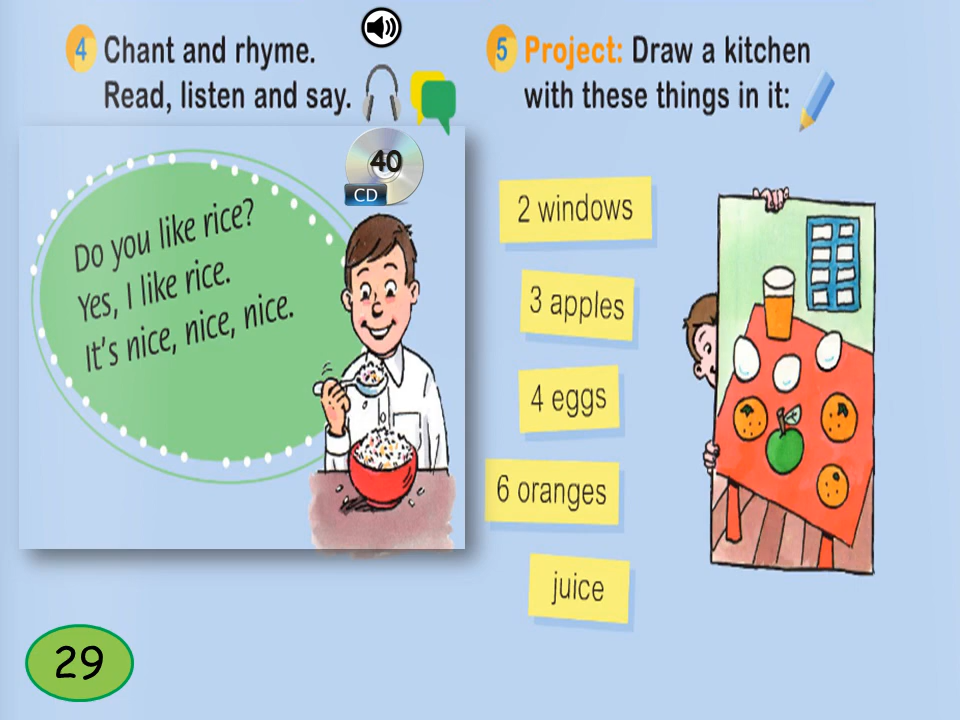 4 Chant and rhyme.
Read, listen and say.
40
CD
Do you like rice?
Yes, I like rice.
It's nice, nice, nice.
5 Project: Draw a kitchen
with these things in it:
2 windows
3 apples
4 eggs
6 oranges
juice
29